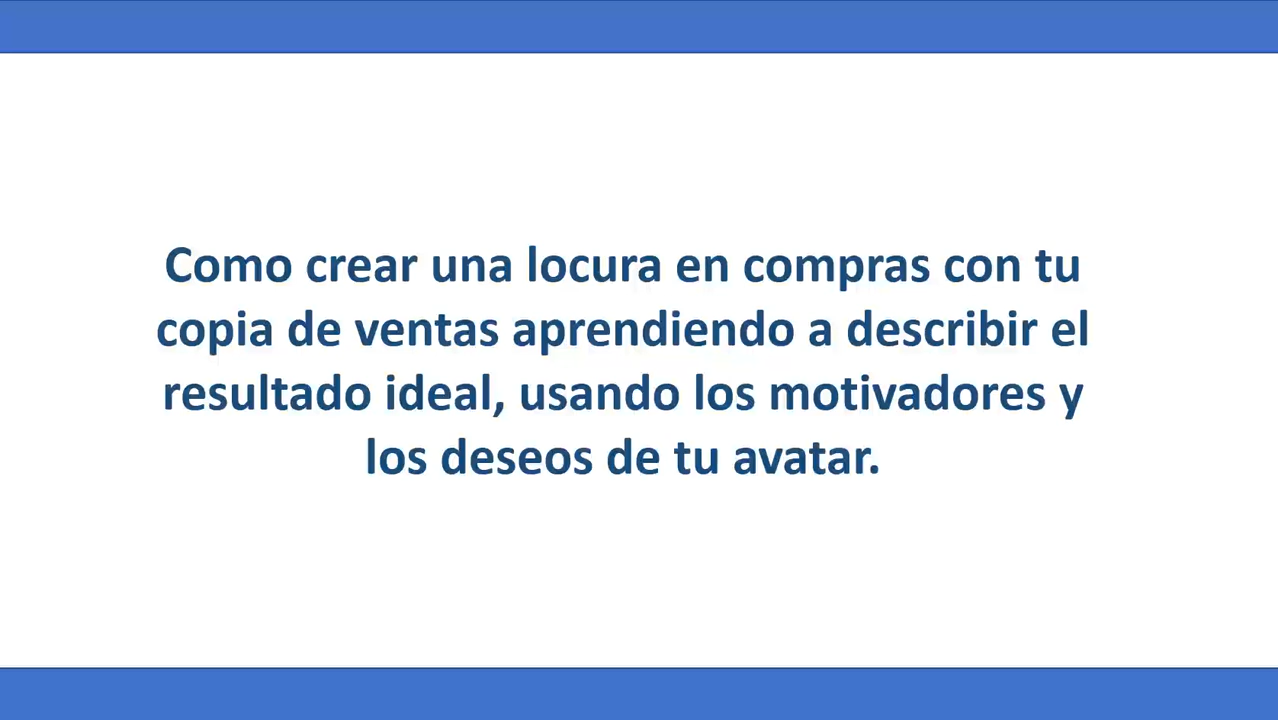 Como crear una locura en compras con tu
copia de ventas aprendiendo a describir el
resultado ideal, usando los motivadores y
los deseos de tu avatar.